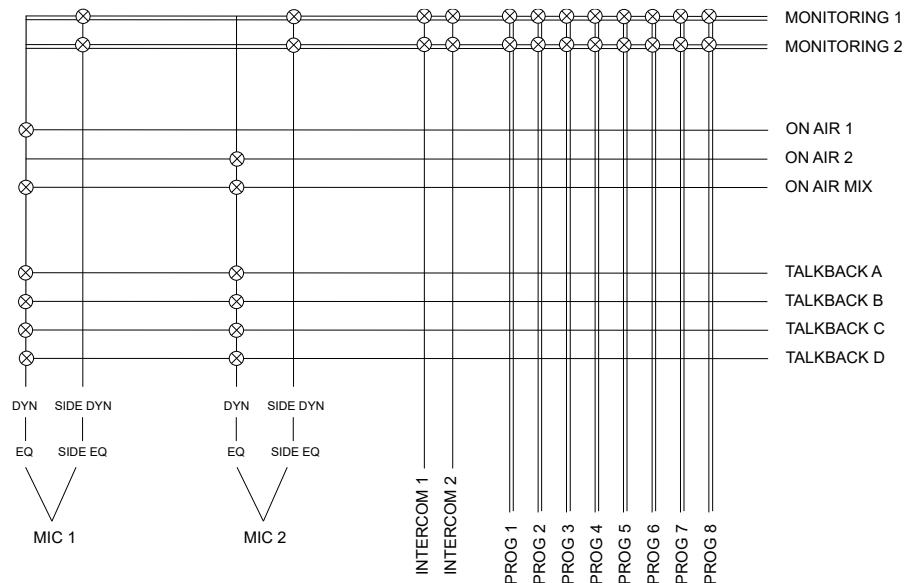 MONITORING 1
MONITORING 2
ON AIR 1
ON AIR 2
ON AIR MIX
TALKBACK A
TALKBACK B
TALKBACK C
TALKBACK D
DYN
SIDE DYN
DYN
SIDE DYN
EQ
SIDE EQ
EQ
SIDE EQ
MIC 1
MIC 2
INTERCOM 1
INTERCOM 2
PROG 1
PROG 2
PROG 3
PROG 4
PROG 5
PROG 6
PROG 7
PROG 8